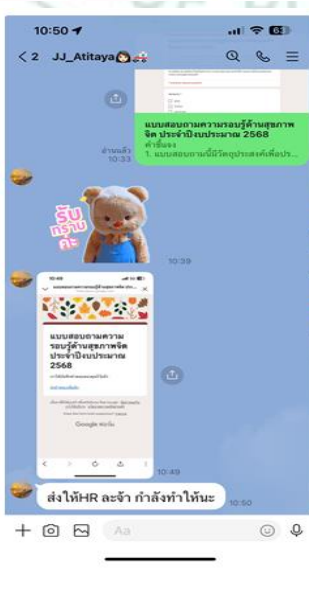 10:50
63
2 JJ_Atitaya
แบบสอบถามความรอบรู้ด้านสุขภาพ
จิต ประจำปีงบประมาณ 2568
คำชี้แจง
1. แบบสอบถามนี้มีวัตถุประสงค์เพื่อปร...
อ่านแล้ว
10:33
รับ
ทราบ
ค่ะ
10:39
แบบสอบถามความ
รอบรู้ด้านสุขภาพจิต
ประจำปีงบประมาณ
2568
Google ฟอร์ม
10:49
ส่งให้HR ละจ้า กำลังทำให้นะ
10:50
Aa